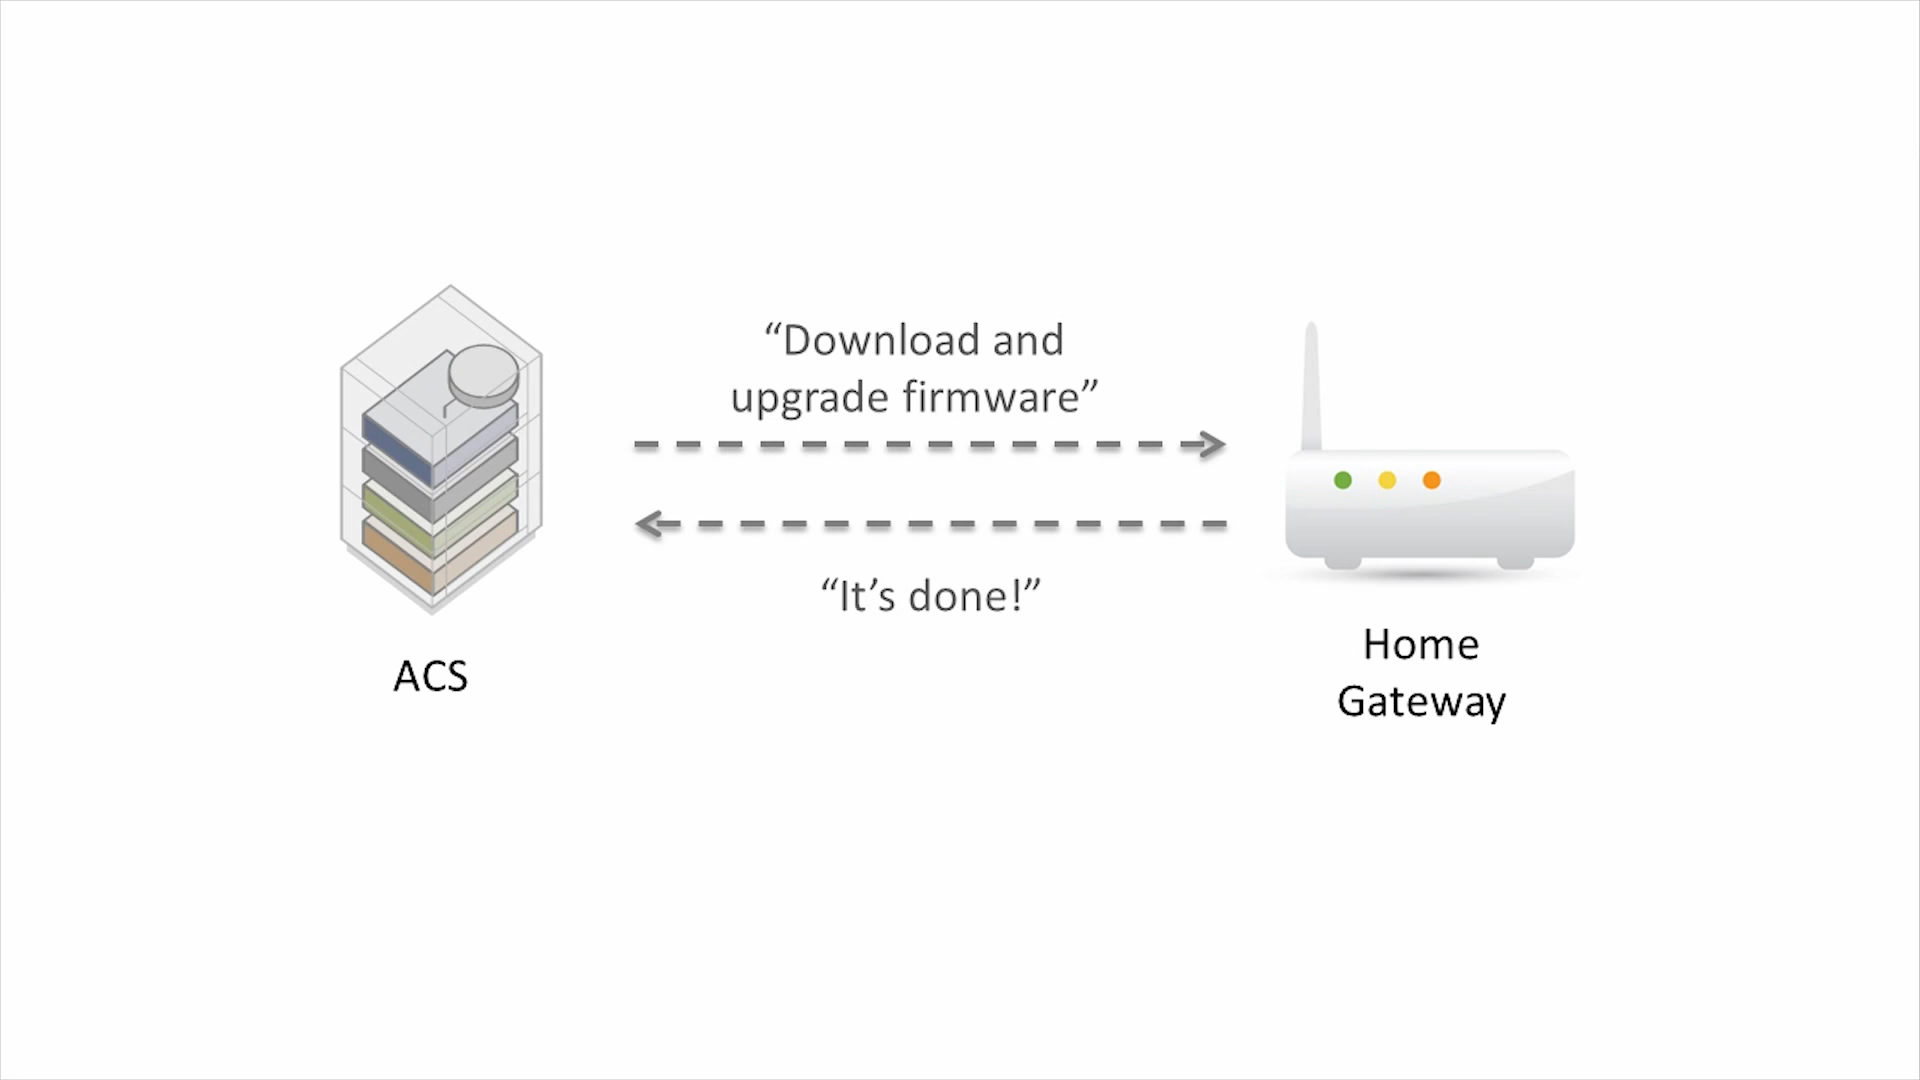 “Download and
upgrade firmware”
“It’s done!”
ACS
Home
Gateway